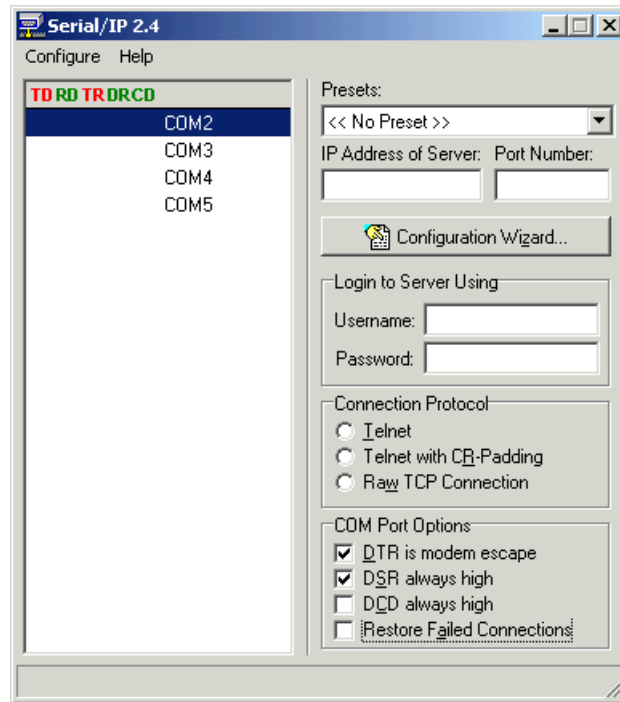 Serial/IP 2.4
Configure Help
TD RD TR DR CD
COM2
COM3
COM4
COM5
Presets:
<< No Preset >>
IP Address of Server: Port Number:
Configuration Wizard...
Login to Server Using
Username:
Password:
Connection Protocol
Telnet
Telnet with CR-Padding
Raw TCP Connection
COM Port Options
DTR is modem escape
DSR always high
DCD always high
Restore Failed Connections